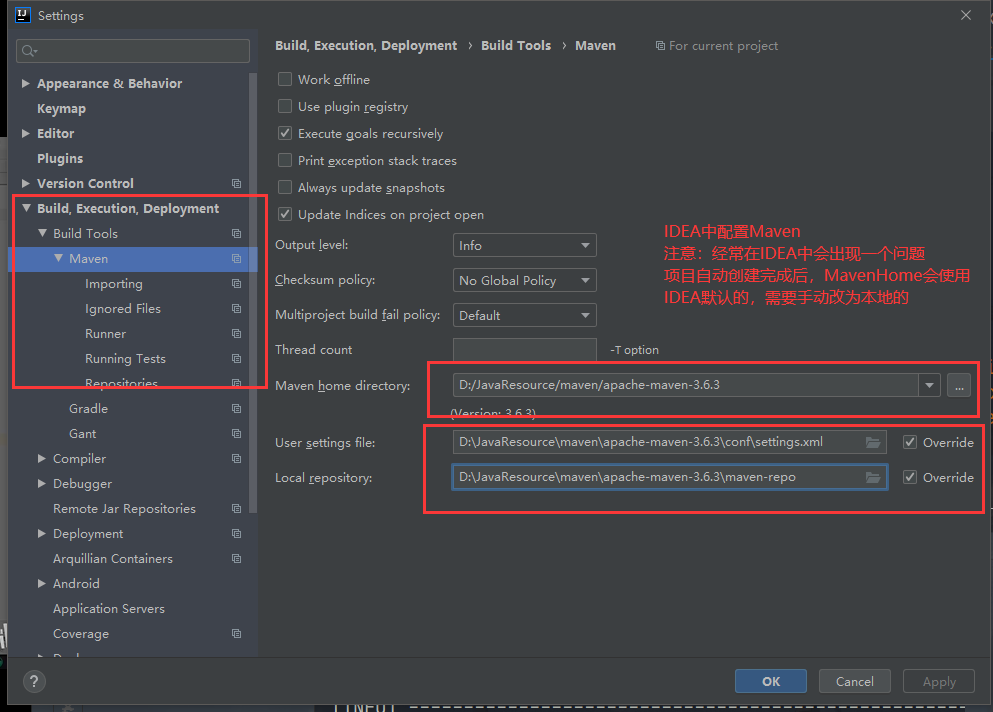 Settings
Build, Execution, Deployment › Build Tools › Maven For current project
Appearance & Behavior
Keymap
Editor
Plugins
Version Control
Build, Execution, Deployment
Build Tools
Maven
Importing
Ignored Files
Runner
Running Tests
Repositories
Gradle
Gant
Compiler
Debugger
Remote Jar Repositories
Deployment
Arquillian Containers
Android
Application Servers
Coverage
Work offline
Use plugin registry
Execute goals recursively
Print exception stack traces
Always update snapshots
Update Indices on project open
Output level: Info
Checksum policy: No Global Policy
Multiproject build fail policy: Default
Thread count -T option
IDEA中配置Maven
注意：经常在IDEA中会出现一个问题
项目自动创建完成后，MavenHome会使用
IDEA默认的，需要手动改为本地的
Maven home directory: D:/JavaResource/maven/apache-maven-3.6.3 ...
(Version: 3.6.3)
User settings file: D:\JavaResource\maven\apache-maven-3.6.3\conf\settings.xml Override
Local repository: D:\JavaResource\maven\apache-maven-3.6.3\maven-repo Override
? OK Cancel Apply